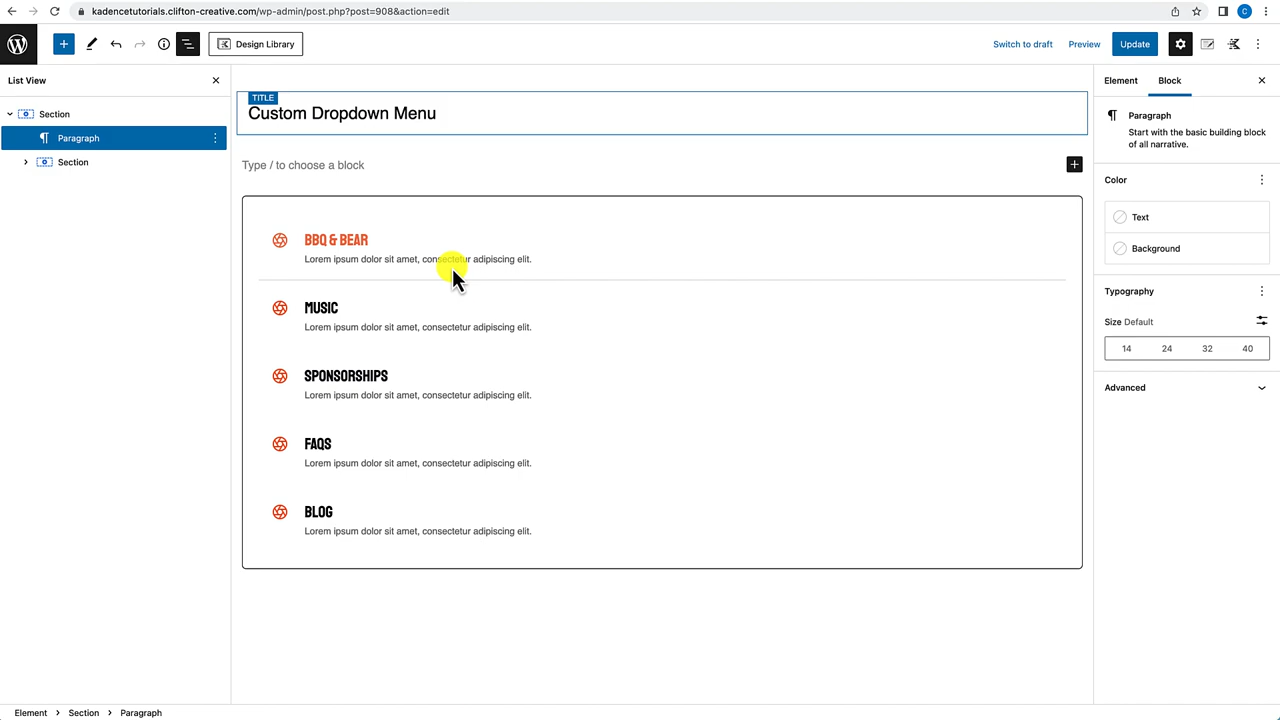 kadencetutorials.clifton-creative.com/wp-admin/post.php?post=908&action=edit
C
Design Library
Switch to draft
Preview
Update
List View
Section
Paragraph
Section
TITLE
Custom Dropdown Menu
Type / to choose a block
BBQ & BEAR
Lorem ipsum dolor sit amet, consectetur adipiscing elit.
MUSIC
Lorem ipsum dolor sit amet, consectetur adipiscing elit.
SPONSORSHIPS
Lorem ipsum dolor sit amet, consectetur adipiscing elit.
FAQS
Lorem ipsum dolor sit amet, consectetur adipiscing elit.
BLOG
Lorem ipsum dolor sit amet, consectetur adipiscing elit.
Element
Block
Paragraph
Start with the basic building block
of all narrative.
Color
Text
Background
Typography
Size Default
14 24 32 40
Advanced
Element > Section > Paragraph